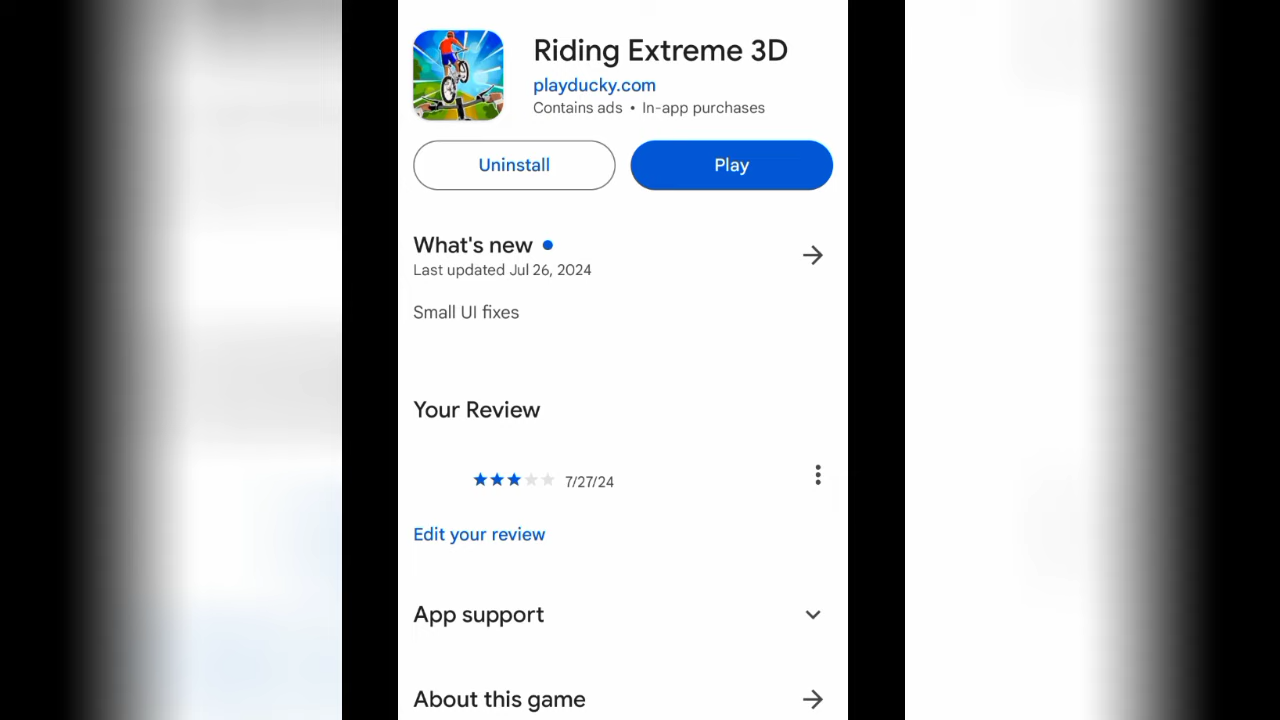 Riding Extreme 3D
playducky.com
Contains ads • In-app purchases
Uninstall
Play
What's new
Last updated Jul 26, 2024
Small UI fixes
Your Review
7/27/24
Edit your review
App support
About this game